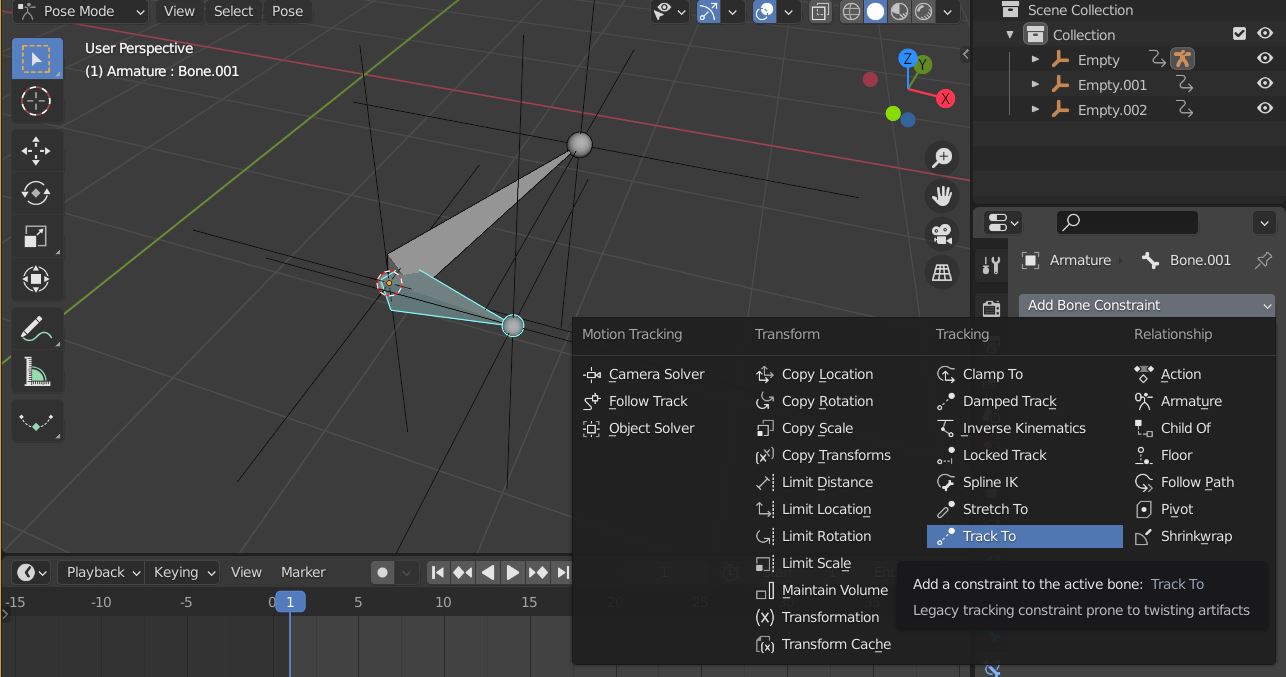 Pose Mode View Select Pose
User Perspective
(1) Armature : Bone.001
Z
Y
X
Scene Collection
Collection
Empty
Empty.001
Empty.002
Armature Bone.001
Add Bone Constraint
Motion Tracking Transform Tracking Relationship
Camera Solver Copy Location Clamp To Action
Follow Track Copy Rotation Damped Track Armature
Object Solver Copy Scale Inverse Kinematics Child Of
Copy Transforms Locked Track Floor
Limit Distance Spline IK Follow Path
Limit Location Stretch To Pivot
Limit Rotation Track To Shrinkwrap
Limit Scale
Maintain Volume
Transformation
Transform Cache
Add a constraint to the active bone: Track To
Legacy tracking constraint prone to twisting artifacts
Playback Keying View Marker
-15 -10 -5 0 1 5 10 15 20 25